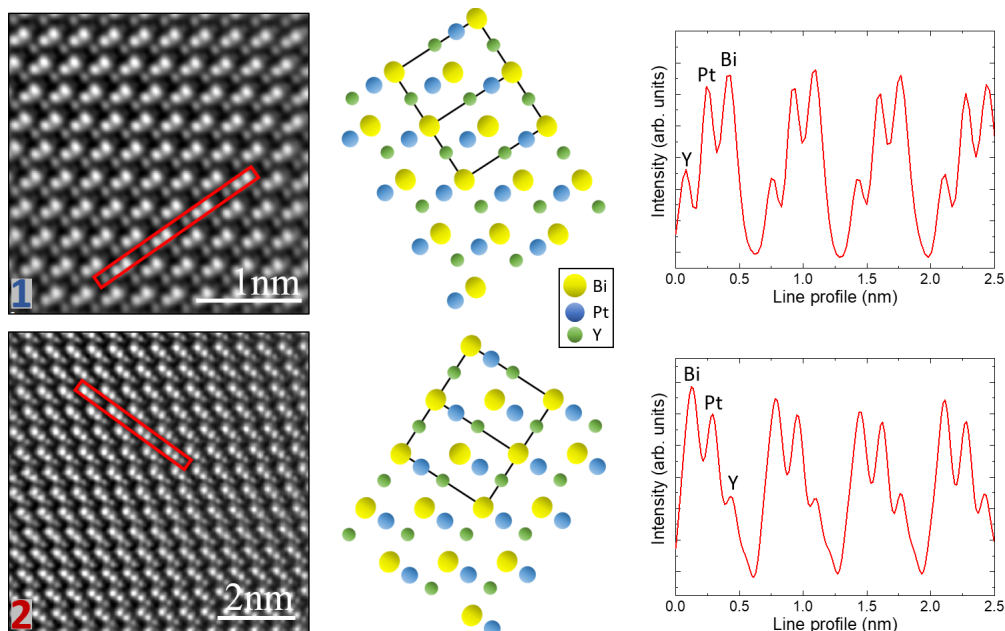 1
1nm
Bi
Pt
Y
Intensity (arb. units)
Y
Pt
Bi
0.0 0.5 1.0 1.5 2.0 2.5
Line profile (nm)
2
2nm
Intensity (arb. units)
Bi
Pt
Y
0.0 0.5 1.0 1.5 2.0 2.5
Line profile (nm)